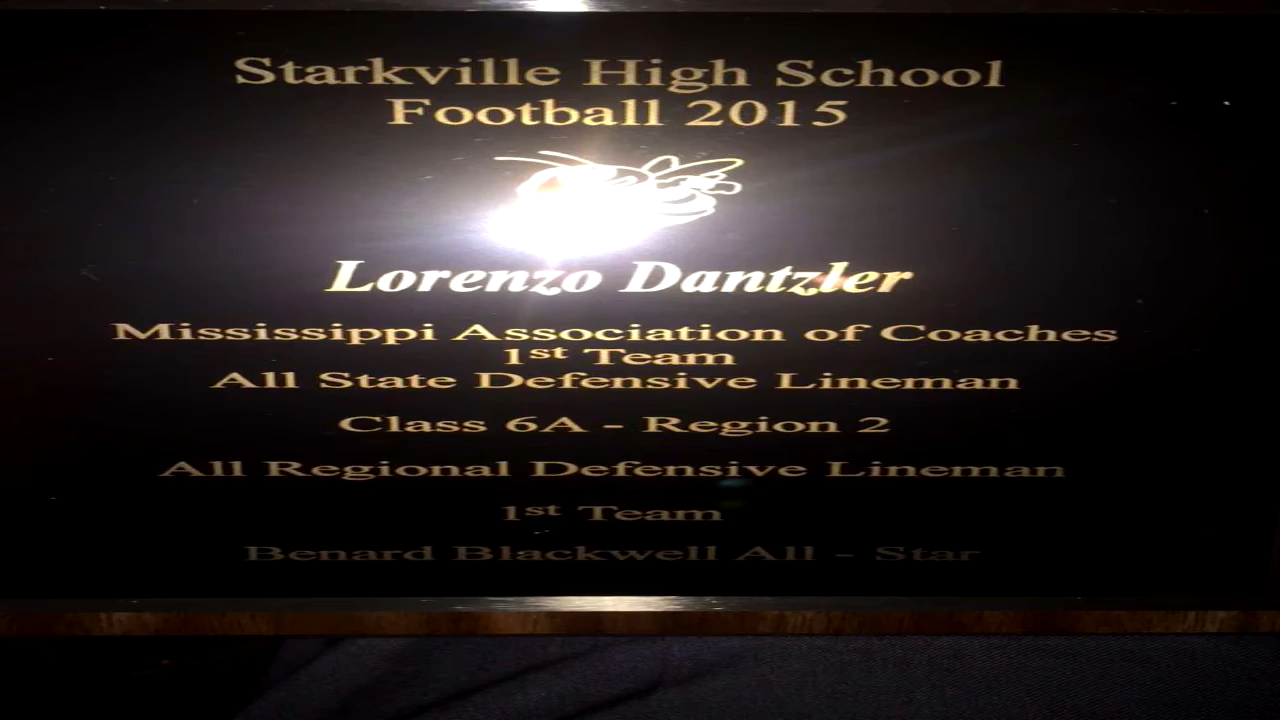 Starkville High School
Football 2015
Lorenzo Dantzler
Mississippi Association of Coaches
1st Team
All State Defensive Lineman
Class 6A - Region 2
All Regional Defensive Lineman
1st Team
Benard Blackwell All - Star